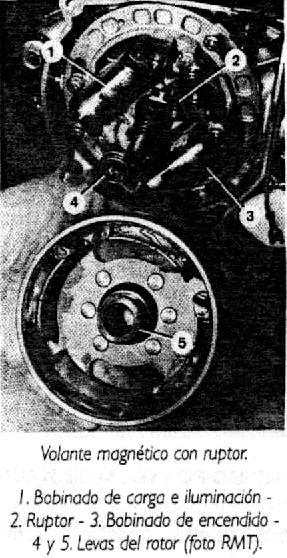 1
2
3
4
5
Volante magnético con ruptor.
1. Bobinado de carga e iluminación -
2. Ruptor - 3. Bobinado de encendido -
4 y 5. Levas del rotor (foto RMT).